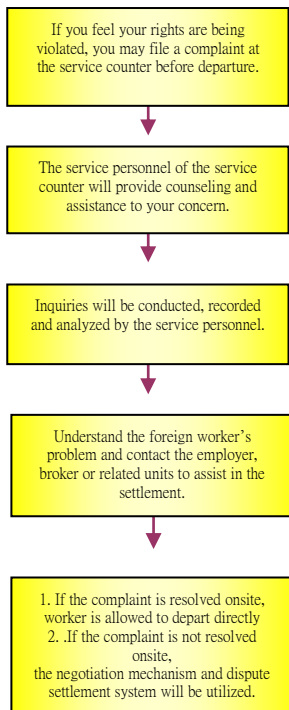 If you feel your rights are being
violated, you may file a complaint at
the service counter before departure.
The service personnel of the service
counter will provide counseling and
assistance to your concern.
Inquiries will be conducted, recorded
and analyzed by the service personnel.
Understand the foreign worker's
problem and contact the employer,
broker or related units to assist in the
settlement.
1. If the complaint is resolved onsite,
worker is allowed to depart directly
2. .If the complaint is not resolved
onsite,
the negotiation mechanism and dispute
settlement system will be utilized.